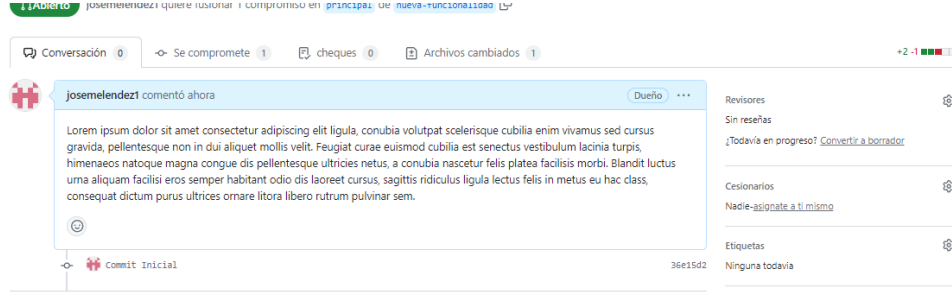 Abierto josemelendez1 quiere fusionar 1 compromiso en principal de nueva-funcionalidad
Conversación 0 Se compromete 1 cheques 0 Archivos cambiados 1 +2 -1
josemelendez1 comentó ahora Dueño ···
Lorem ipsum dolor sit amet consectetur adipiscing elit ligula, conubia volutpat scelerisque cubilia enim vivamus sed cursus
gravida, pellentesque non in dui aliquet mollis velit. Feugiat curae euismod cubilia est senectus vestibulum lacinia turpis,
himenaeos natoque magna congue dis pellentesque ultricies netus, a conubia nascetur felis platea facilisis morbi. Blandit luctus
urna aliquam facilisi eros semper habitant odio dis laoreet cursus, sagittis ridiculus ligula lectus felis in metus eu hac class,
consequat dictum purus ultrices ornare litora libero rutrum pulvinar sem.
Commit Inicial 36e15d2
Revisores
Sin reseñas
¿Todavía en progreso? Convertir a borrador
Cesionarios
Nadie-asignate a ti mismo
Etiquetas
Ninguna todavia